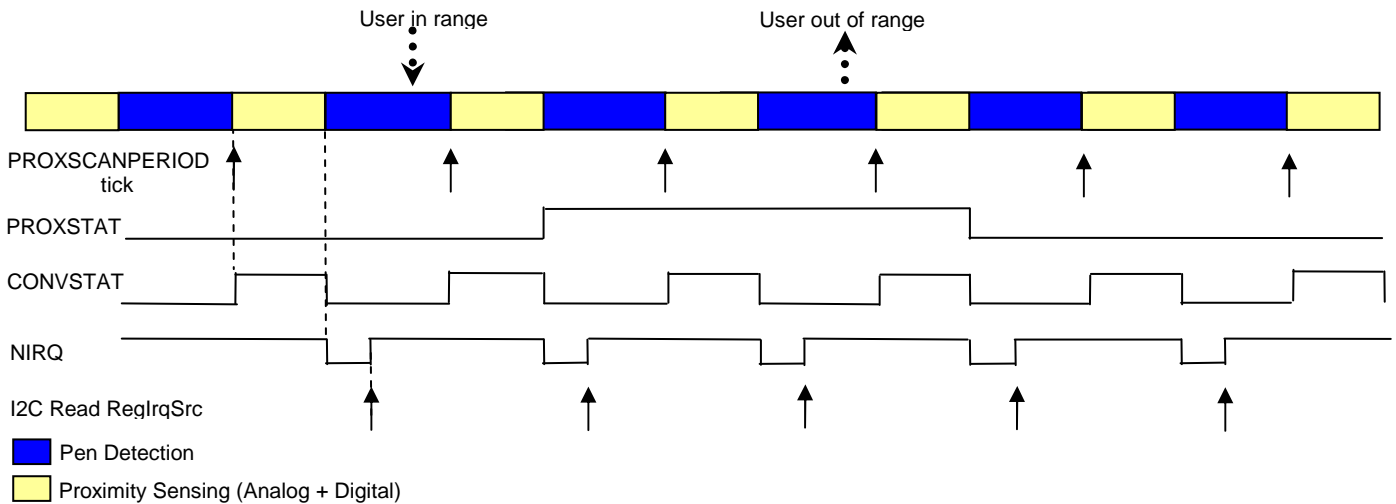 User in range
User out of range
PROXSCANPERIOD
tick
PROXSTAT
CONVSTAT
NIRQ
I2C Read RegIrqSrc
Pen Detection
Proximity Sensing (Analog + Digital)